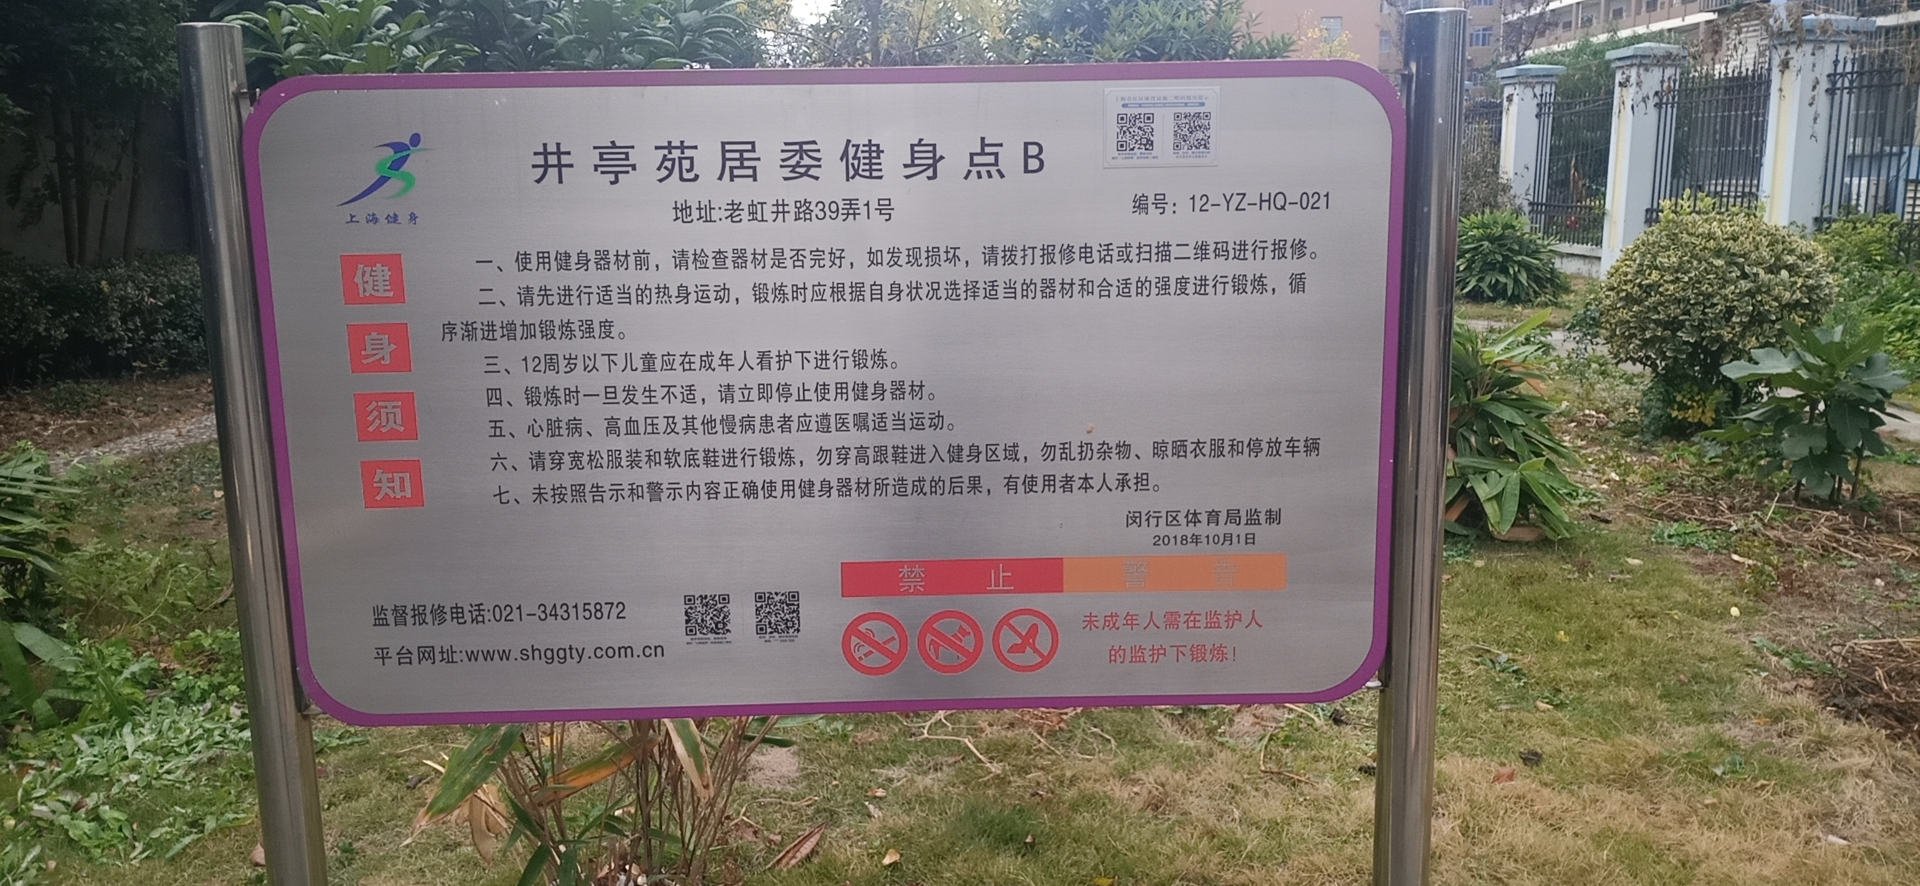 井亭苑居委健身点B
地址:老虹井路39弄1号
编号：12-YZ-HQ-021
上海健身
健身须知
一、使用健身器材前，请检查器材是否完好，如发现损坏，请拨打报修电话或扫描二维码进行报修。
二、请先进行适当的热身运动，锻炼时应根据自身状况选择适当的器材和合适的强度进行锻炼，循
序渐进增加锻炼强度。
三、12周岁以下儿童应在成年人看护下进行锻炼。
四、锻炼时一旦发生不适，请立即停止使用健身器材。
五、心脏病、高血压及其他慢病患者应遵医嘱适当运动。
六、请穿宽松服装和软底鞋进行锻炼，勿穿高跟鞋进入健身区域，勿乱扔杂物、晾晒衣服和停放车辆
七、未按照告示和警示内容正确使用健身器材所造成的后果，有使用者本人承担。
闵行区体育局监制
2018年10月1日
禁止 警告
监督报修电话:021-34315872
平台网址:www.shggty.com.cn
未成年人需在监护人
的监护下锻炼！